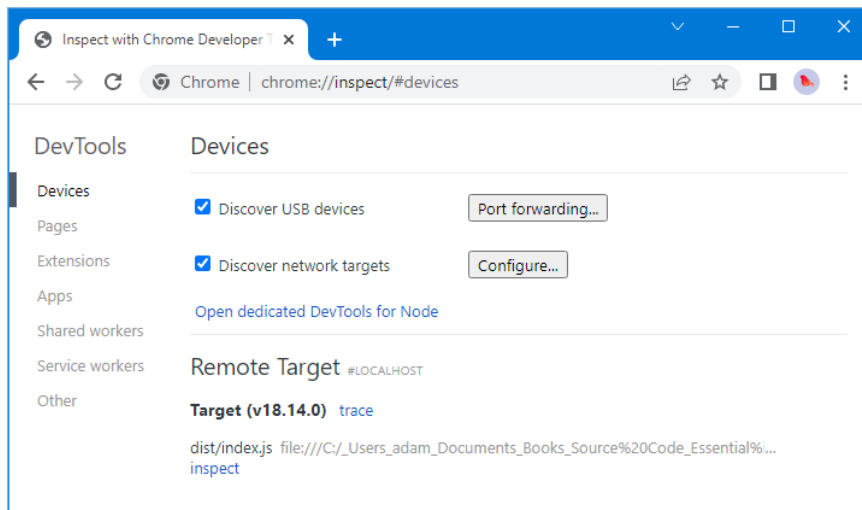 Inspect with Chrome Developer T
Chrome | chrome://inspect/#devices
DevTools
Devices
Pages
Extensions
Apps
Shared workers
Service workers
Other
Devices
Discover USB devices
Port forwarding...
Discover network targets
Configure...
Open dedicated DevTools for Node
Remote Target #LOCALHOST
Target (v18.14.0) trace
dist/index.js file:///C:/_Users_adam_Documents_Books_Source%20Code_Essential%...
inspect